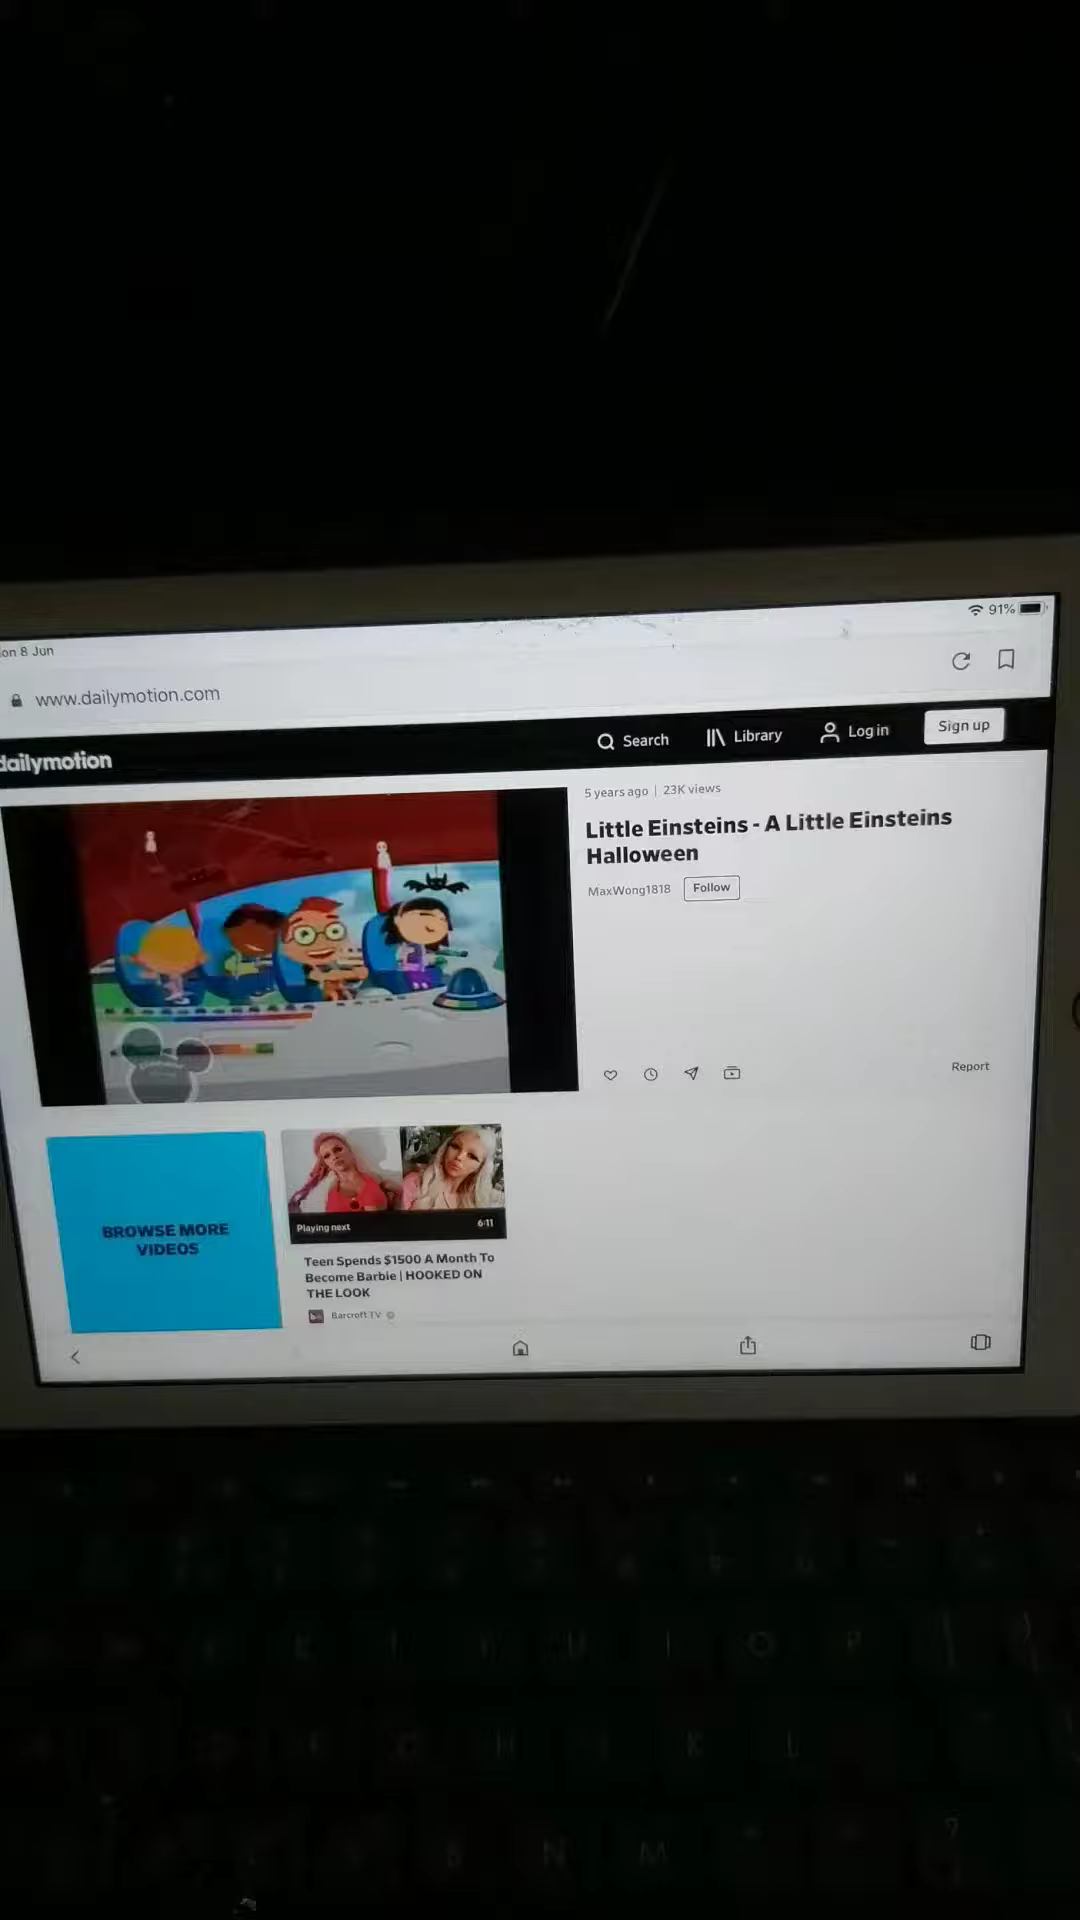 on 8 Jun
91%
www.dailymotion.com
dailymotion
Search
Library
Log in
Sign up
5 years ago | 23K views
Little Einsteins - A Little Einsteins
Halloween
MaxWong1818
Follow
Report
BROWSE MORE
VIDEOS
Playing next
6:11
Teen Spends $1500 A Month To
Become Barbie | HOOKED ON
THE LOOK
Barcroft TV
U I O P
H K L
B N M